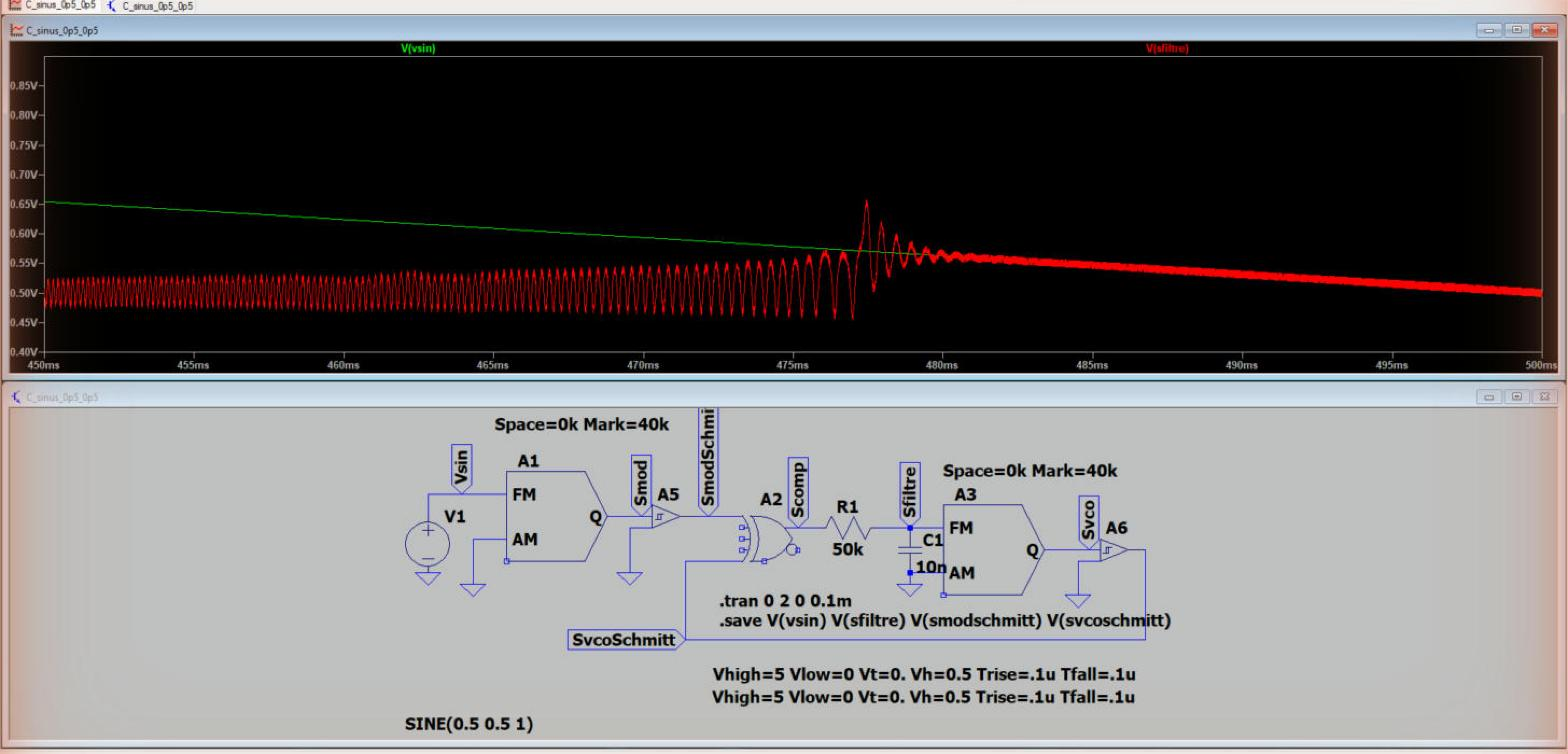 C_sinus_0p5_0p5 C_sinus_0p5_0p5
C_sinus_0p5_0p5
V(vsin) V(sfiltre)
0.85V
0.80V
0.75V
0.70V
0.65V
0.60V
0.55V
0.50V
0.45V
0.40V
450ms 455ms 460ms 465ms 470ms 475ms 480ms 485ms 490ms 495ms 500ms
C_sinus_0p5_0p5
Space=0k Mark=40k
Vsin
A1
FM
AM
Q
V1
Smod
A5
SmodSchmi
A2
Scomp
R1
50k
Sfiltre
C1
10n
Space=0k Mark=40k
A3
FM
AM
Q
Svco
A6
.tran 0 2 0 0.1m
.save V(vsin) V(sfiltre) V(smodschmitt) V(svcoschmitt)
SvcoSchmitt
Vhigh=5 Vlow=0 Vt=0. Vh=0.5 Trise=.1u Tfall=.1u
Vhigh=5 Vlow=0 Vt=0. Vh=0.5 Trise=.1u Tfall=.1u
SINE(0.5 0.5 1)